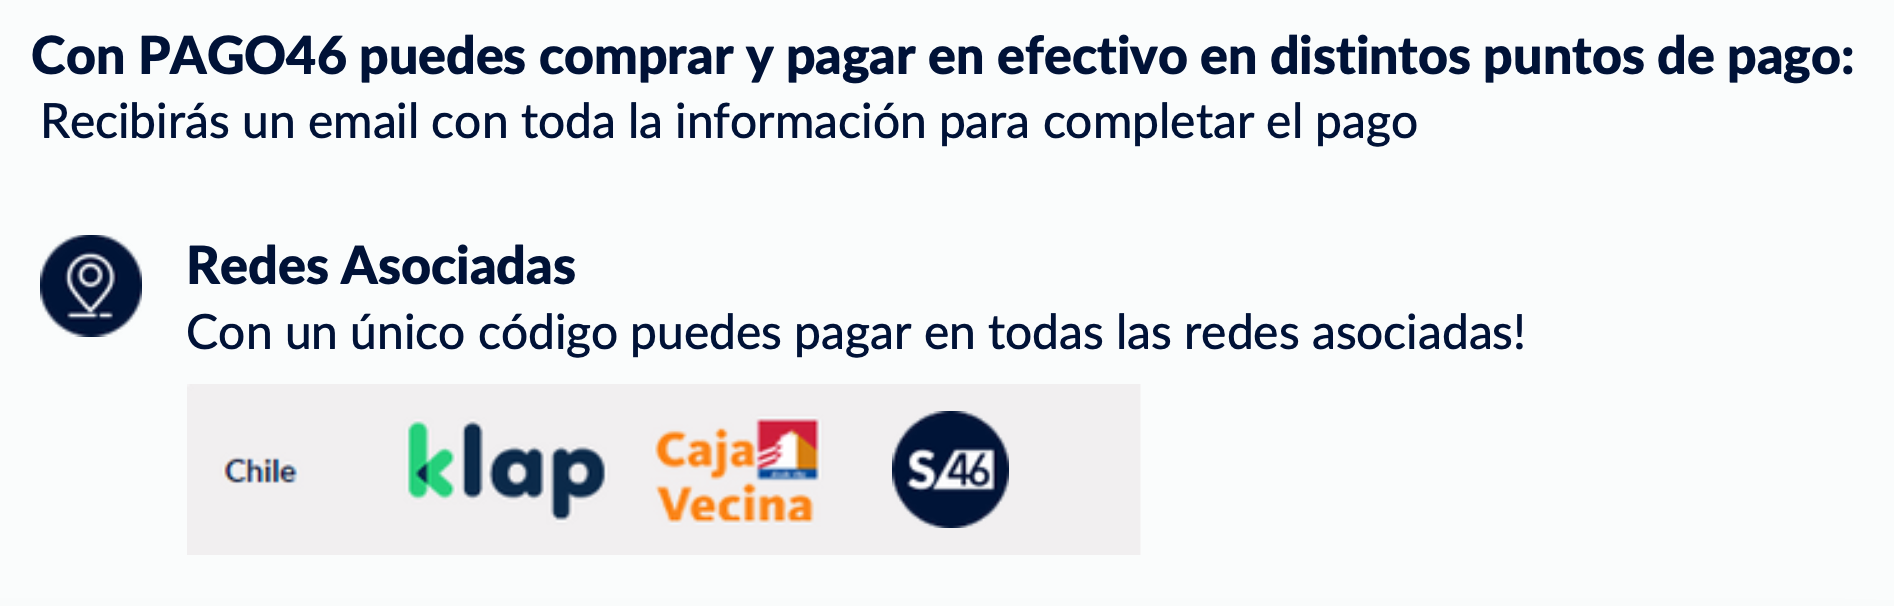 Con PAGO46 puedes comprar y pagar en efectivo en distintos puntos de pago:
Recibirás un email con toda la información para completar el pago
Redes Asociadas
Con un único código puedes pagar en todas las redes asociadas!
Chile
klap
Caja
Vecina
S/46